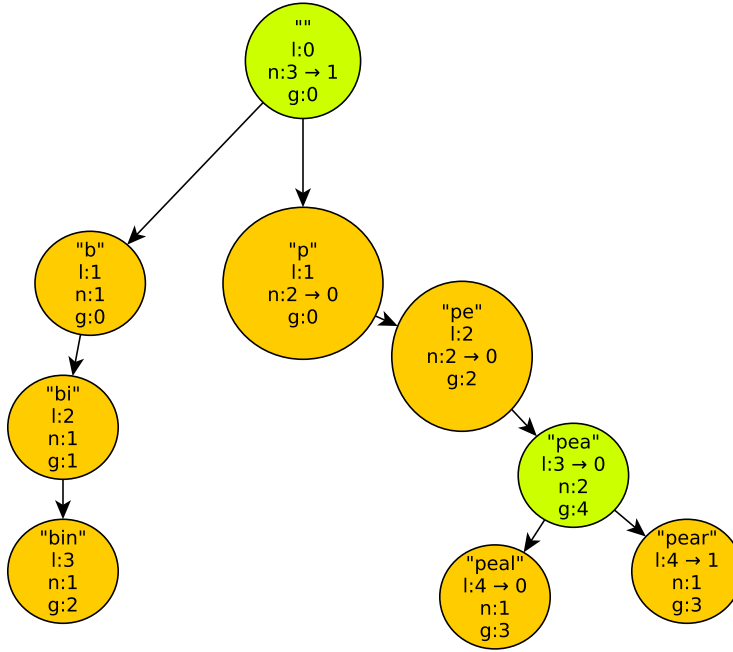 ""
l:0
n:3 → 1
g:0
"b"
l:1
n:1
g:0
"p"
l:1
n:2 → 0
g:0
"pe"
l:2
n:2 → 0
g:2
"bi"
l:2
n:1
g:1
"pea"
l:3 → 0
n:2
g:4
"bin"
l:3
n:1
g:2
"peal"
l:4 → 0
n:1
g:3
"pear"
l:4 → 1
n:1
g:3